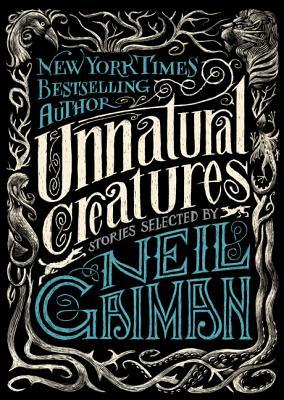 NEW YORK TIMES
BESTSELLING
AUTHOR
Unnatural
Creatures
STORIES SELECTED BY
NEIL
GAIMAN